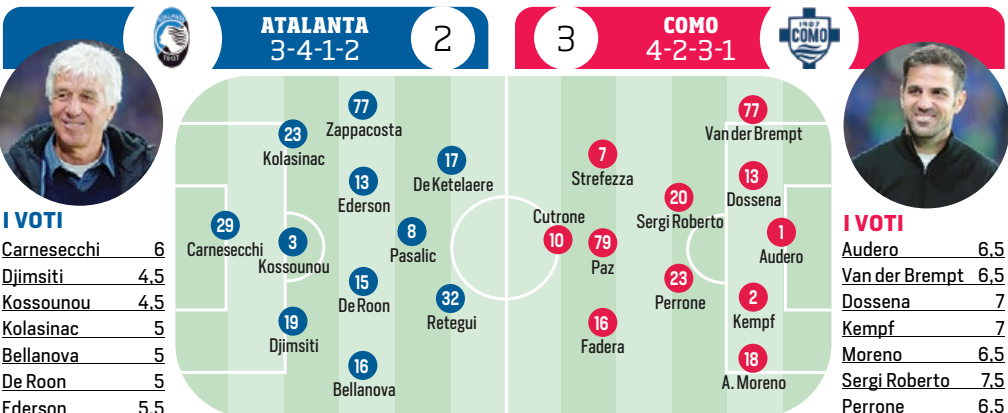 ATALANTA
3-4-1-2
2
3
COMO
4-2-3-1
1907
COMO
I VOTI
Carnesecchi 6
Djimsiti 4,5
Kossounou 4,5
Kolasinac 5
Bellanova 5
De Roon 5
Ederson 5,5
29
Carnesecchi
23
Kolasinac
3
Kossounou
19
Djimsiti
77
Zappacosta
13
Ederson
15
De Roon
16
Bellanova
8
Pasalic
17
De Ketelaere
32
Retegui
Cutrone
10
7
Strefezza
79
Paz
16
Fadera
20
Sergi Roberto
23
Perrone
77
Van der Brempt
13
Dossena
2
Kempf
18
A. Moreno
1
Audero
I VOTI
Audero 6,5
Van der Brempt 6,5
Dossena 7
Kempf 7
Moreno 6,5
Sergi Roberto 7,5
Perrone 6,5